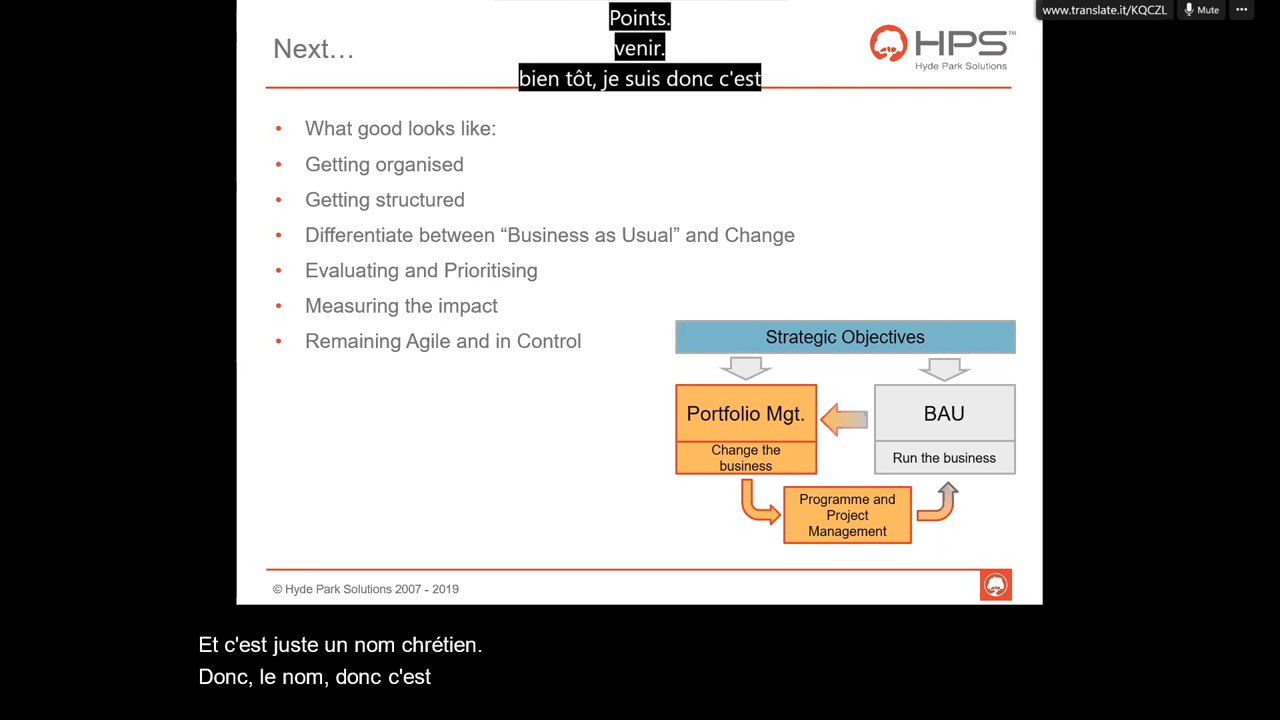 www.translate.it/KQCZL Mute
Points.
venir.
bien tôt, je suis donc c'est
Next…
HPS™
Hyde Park Solutions
• What good looks like:
• Getting organised
• Getting structured
• Differentiate between “Business as Usual” and Change
• Evaluating and Prioritising
• Measuring the impact
• Remaining Agile and in Control
Strategic Objectives
Portfolio Mgt.
Change the
business
BAU
Run the business
Programme and
Project
Management
© Hyde Park Solutions 2007 - 2019
Et c'est juste un nom chrétien.
Donc, le nom, donc c'est